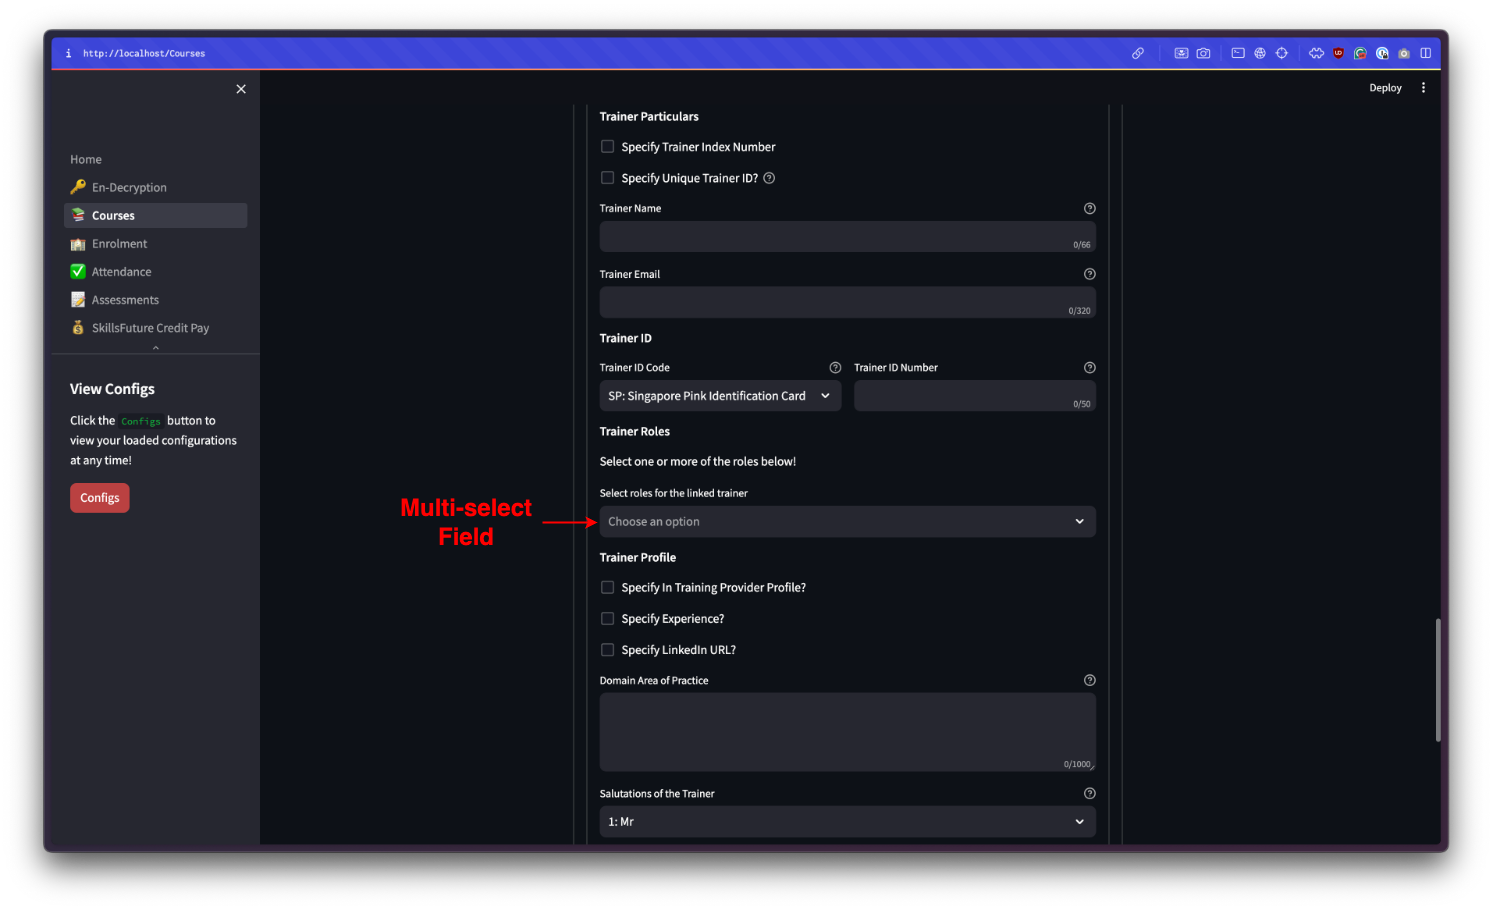 i http://localhost/Courses
Deploy
Home
En-Decryption
Courses
Enrolment
Attendance
Assessments
SkillsFuture Credit Pay
View Configs
Click the Configs button to
view your loaded configurations
at any time!
Configs
Trainer Particulars
Specify Trainer Index Number
Specify Unique Trainer ID?
Trainer Name
0/66
Trainer Email
0/320
Trainer ID
Trainer ID Code
Trainer ID Number
SP: Singapore Pink Identification Card
0/50
Trainer Roles
Select one or more of the roles below!
Select roles for the linked trainer
Multi-select
Field
Choose an option
Trainer Profile
Specify In Training Provider Profile?
Specify Experience?
Specify LinkedIn URL?
Domain Area of Practice
0/1000
Salutations of the Trainer
1: Mr